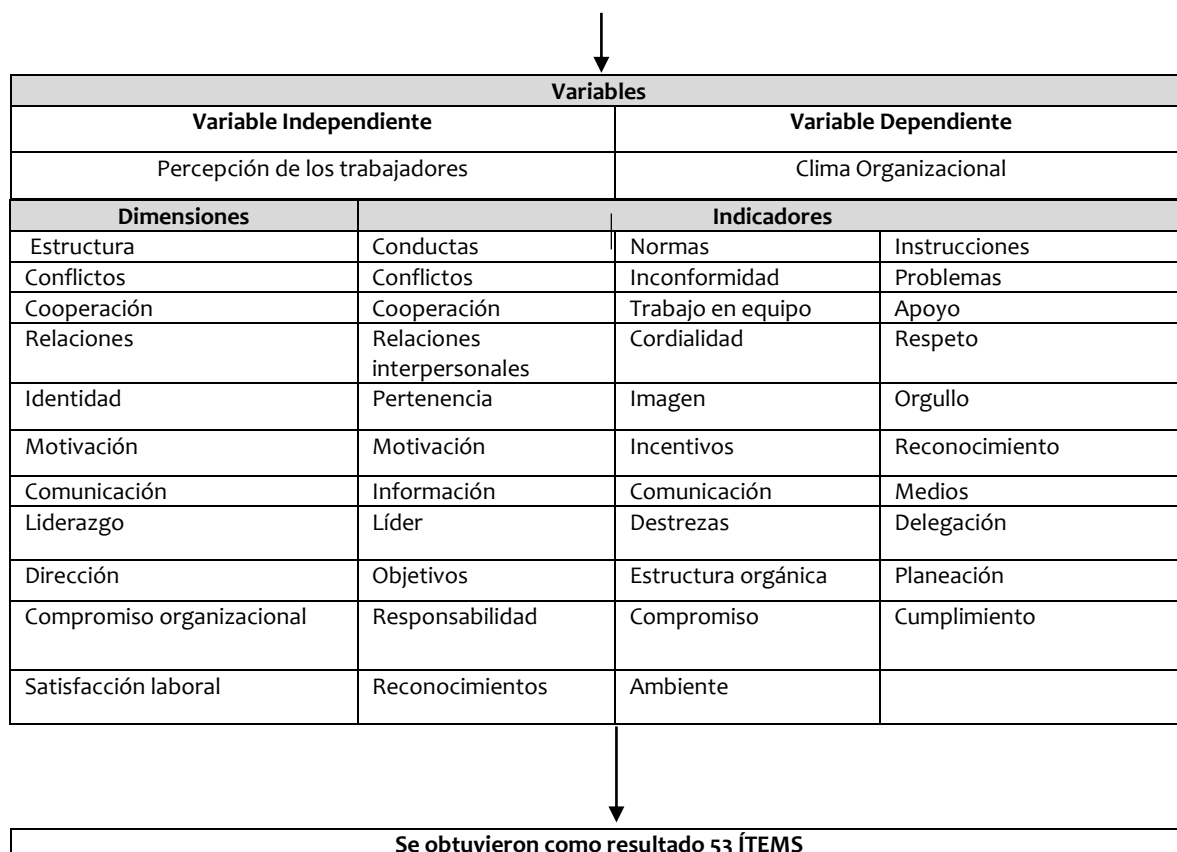 Variables
Variable Independiente Variable Dependiente
Percepción de los trabajadores Clima Organizacional
Dimensiones Indicadores
Estructura Conductas Normas Instrucciones
Conflictos Conflictos Inconformidad Problemas
Cooperación Cooperación Trabajo en equipo Apoyo
Relaciones Relaciones Cordialidad Respeto
interpersonales
Identidad Pertenencia Imagen Orgullo
Motivación Motivación Incentivos Reconocimiento
Comunicación Información Comunicación Medios
Liderazgo Líder Destrezas Delegación
Dirección Objetivos Estructura orgánica Planeación
Compromiso organizacional Responsabilidad Compromiso Cumplimiento
Satisfacción laboral Reconocimientos Ambiente
Se obtuvieron como resultado 53 ÍTEMS